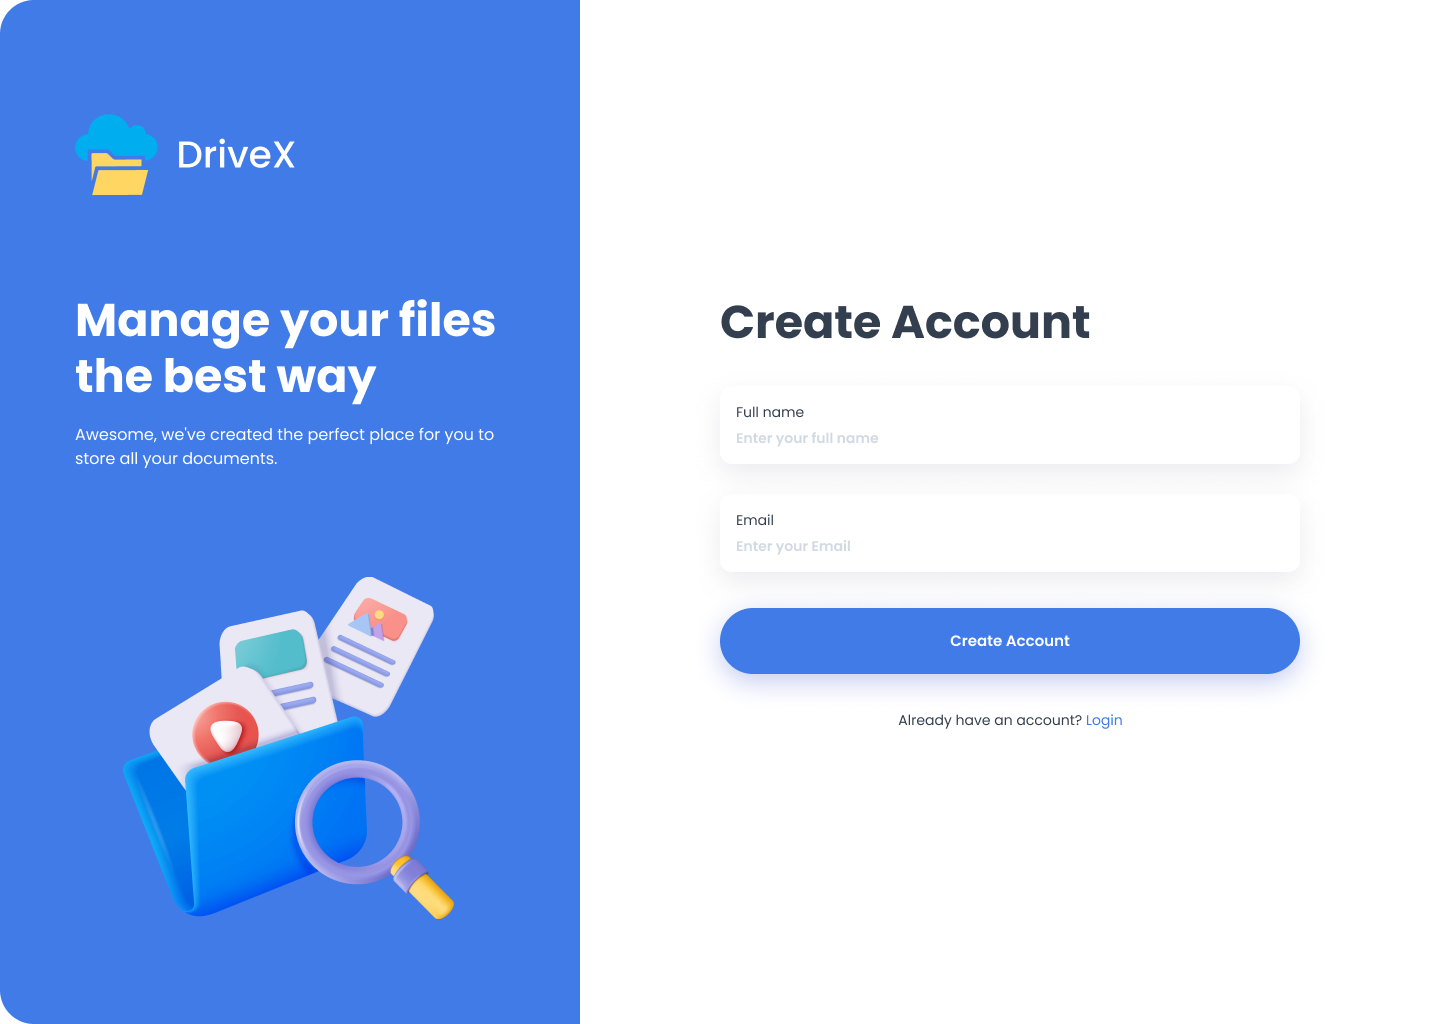 DriveX
Manage your files
the best way
Awesome, we've created the perfect place for you to
store all your documents.
Create Account
Full name
Enter your full name
Email
Enter your Email
Create Account
Already have an account? Login